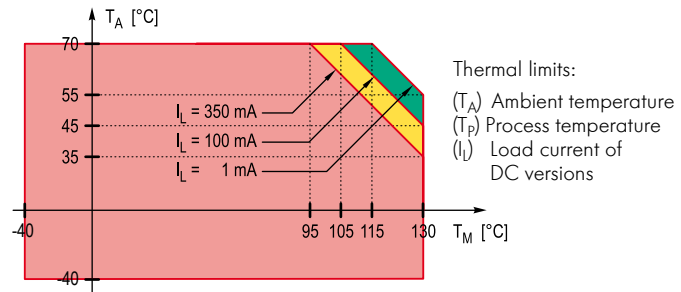 T_A [°C]
70
55
45
35
I_L = 350 mA
I_L = 100 mA
I_L = 1 mA
-40
95 105 115 130 T_M [°C]
-40
Thermal limits:
(T_A) Ambient temperature
(T_P) Process temperature
(I_L) Load current of
DC versions